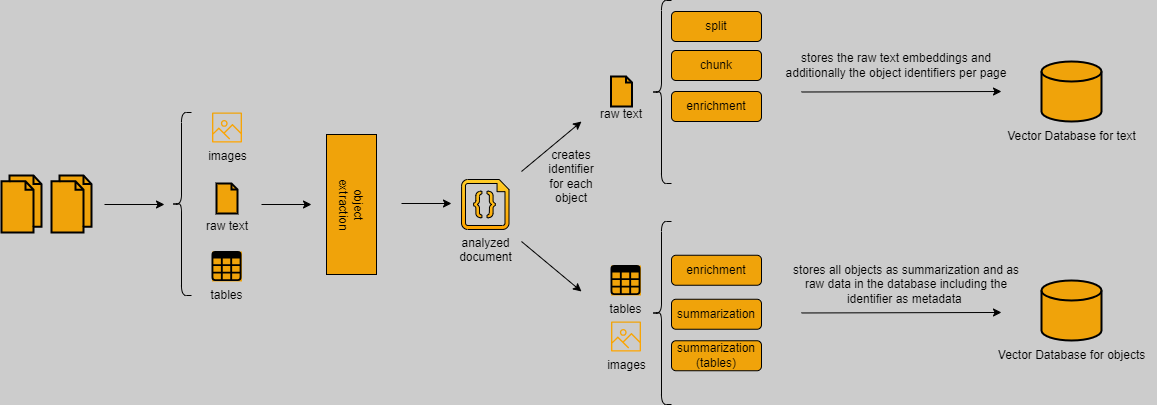 images
raw text
tables
object
extraction
analyzed
document
creates
identifier
for each
object
raw text
split
chunk
enrichment
stores the raw text embeddings and
additionally the object identifiers per page
Vector Database for text
tables
images
enrichment
summarization
summarization
(tables)
stores all objects as summarization and as
raw data in the database including the
identifier as metadata
Vector Database for objects